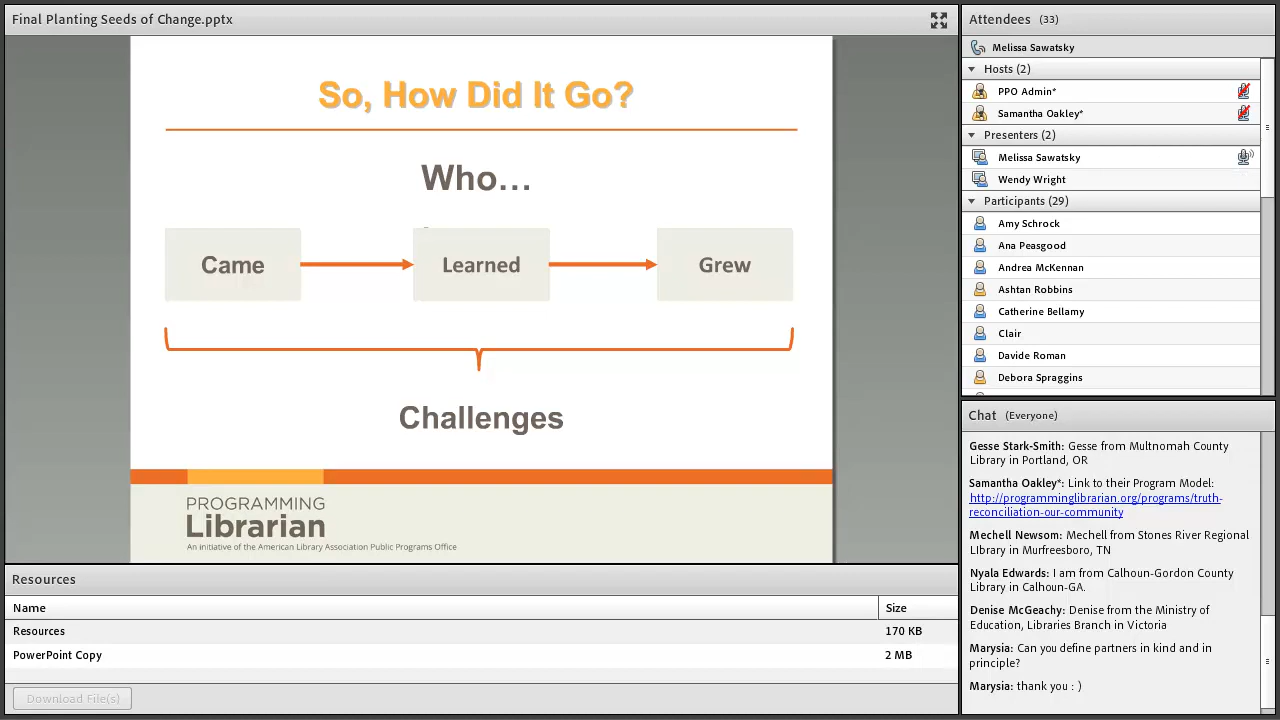 Final Planting Seeds of Change.pptx
So, How Did It Go?
Who...
Came
Learned
Grew
Challenges
PROGRAMMING
Librarian
An initiative of the American Library Association Public Programs Office
Resources
Name
Size
Resources
170 KB
PowerPoint Copy
2 MB
Download File(s)
Attendees (33)
Melissa Sawatsky
Hosts (2)
PPO Admin*
Samantha Oakley*
Presenters (2)
Melissa Sawatsky
Wendy Wright
Participants (29)
Amy Schrock
Ana Peasgood
Andrea McKennan
Ashtan Robbins
Catherine Bellamy
Clair
Davide Roman
Debora Spraggins
Chat (Everyone)
Gesse Stark-Smith: Gesse from Multnomah County
Library in Portland, OR
Samantha Oakley*: Link to their Program Model:
http://programminglibrarian.org/programs/truth-
reconciliation-our-community
Mechell Newsom: Mechell from Stones River Regional
LIbrary in Murfreesboro, TN
Nyala Edwards: I am from Calhoun-Gordon County
Library in Calhoun-GA.
Denise McGeachy: Denise from the Ministry of
Education, Libraries Branch in Victoria
Marysia: Can you define partners in kind and in
principle?
Marysia: thank you : )